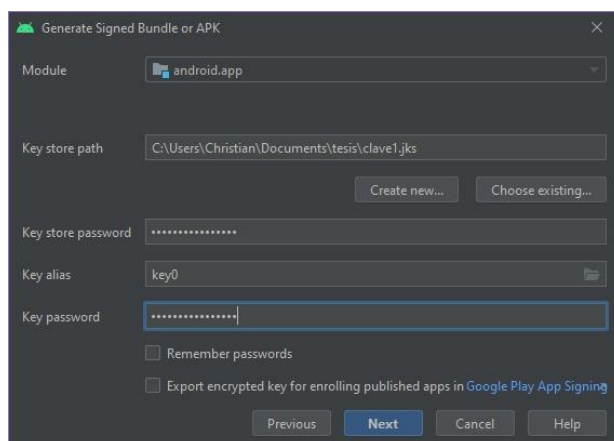 Generate Signed Bundle or APK
Module
android.app
Key store path
C:\Users\Christian\Documents\tesis\clave1.jks
Create new... Choose existing...
Key store password ••••••••••••••••
Key alias
key0
Key password ••••••••••••••••
Remember passwords
Export encrypted key for enrolling published apps in Google Play App Signing
Previous Next Cancel Help